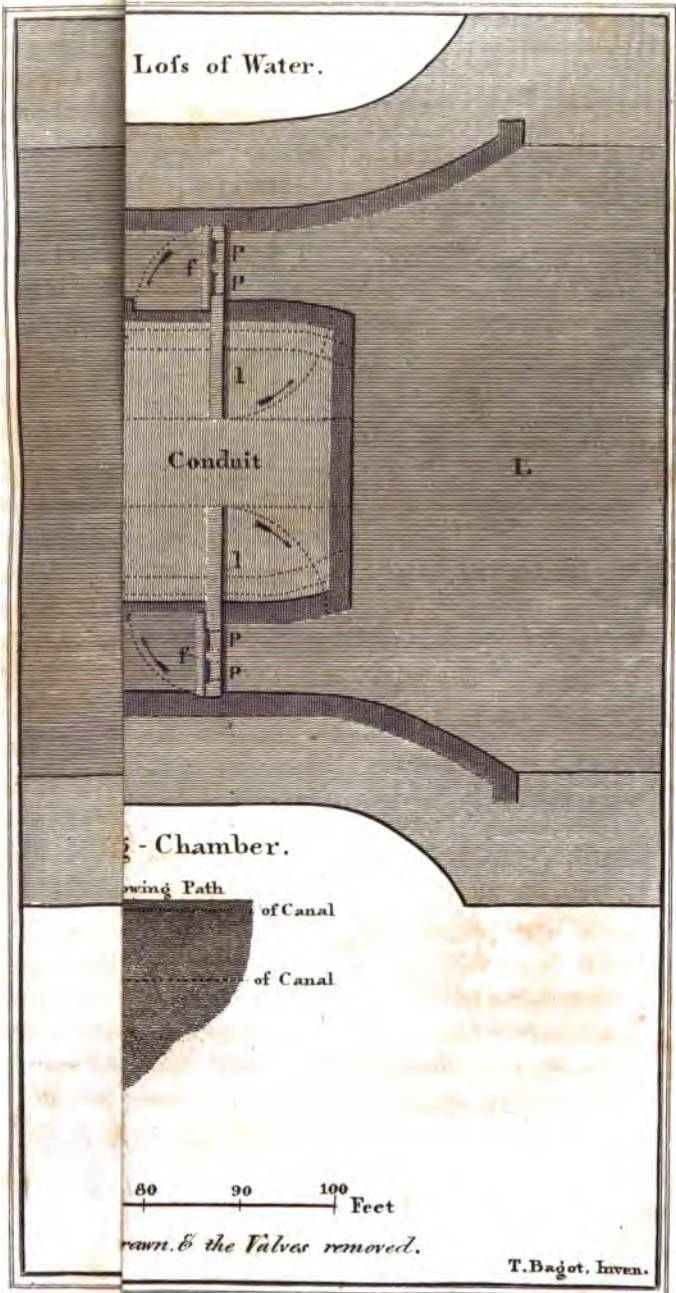 Loſs of Water.
f
P
P
l
Conduit
L
l
f
P
P
g - Chamber.
owing Path
of Canal
of Canal
80 90 100
Feet
rawn. & the Valves removed.
T. Bagot, Inven.